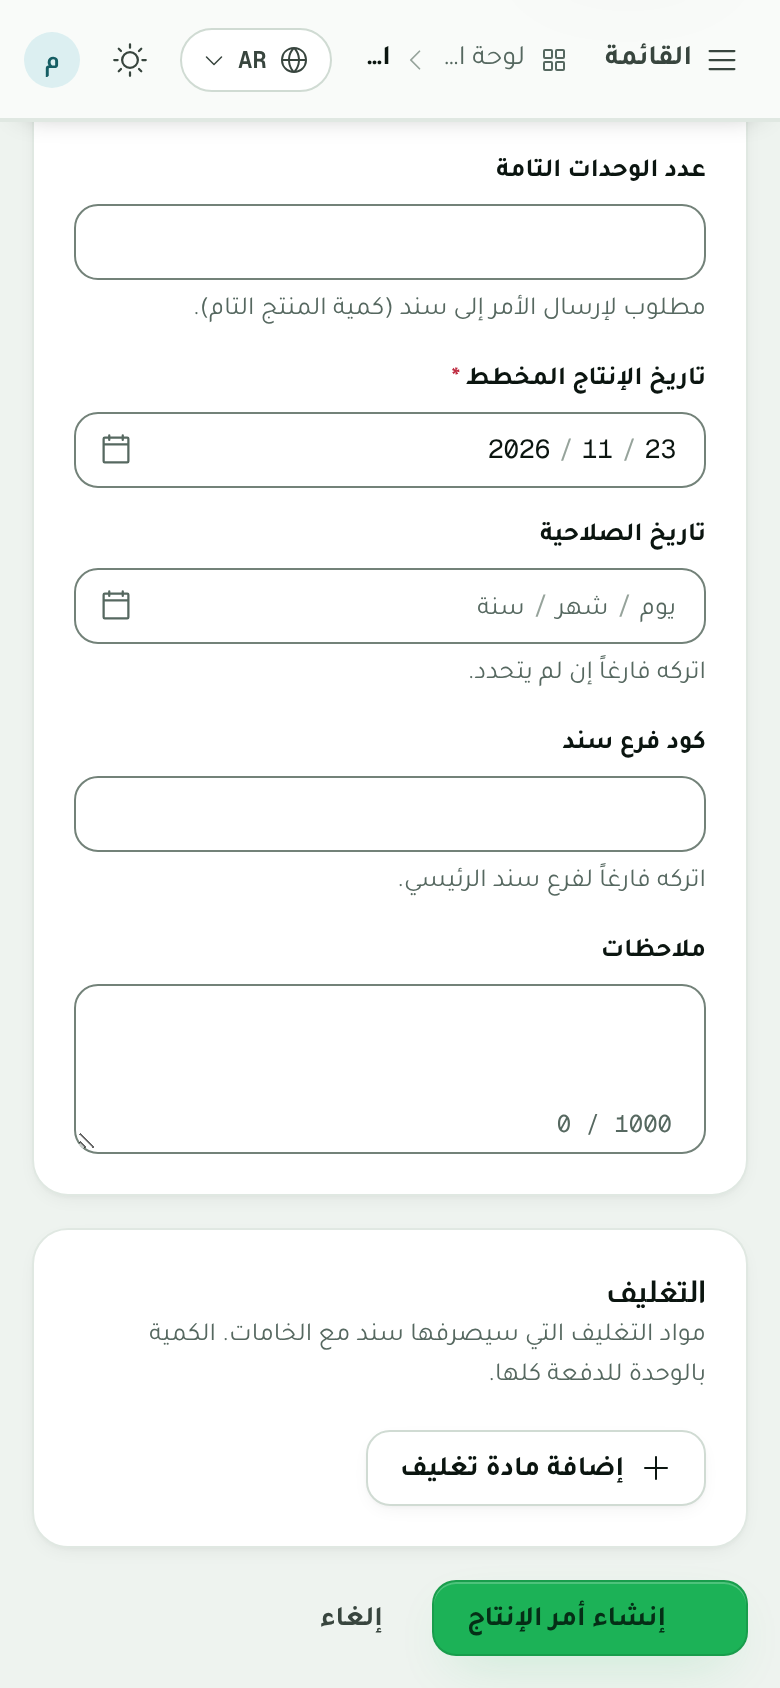 القائمة لوحة ا... ا... AR م
عدد الوحدات التامة
مطلوب لإرسال الأمر إلى سند (كمية المنتج التام).
تاريخ الإنتاج المخطط *
23 / 11 / 2026
تاريخ الصلاحية
يوم / شهر / سنة
اتركه فارغاً إن لم يتحدد.
كود فرع سند
اتركه فارغاً لفرع سند الرئيسي.
ملاحظات
0 / 1000
التغليف
مواد التغليف التي سيصرفها سند مع الخامات. الكمية
بالوحدة للدفعة كلها.
إضافة مادة تغليف
إنشاء أمر الإنتاج إلغاء